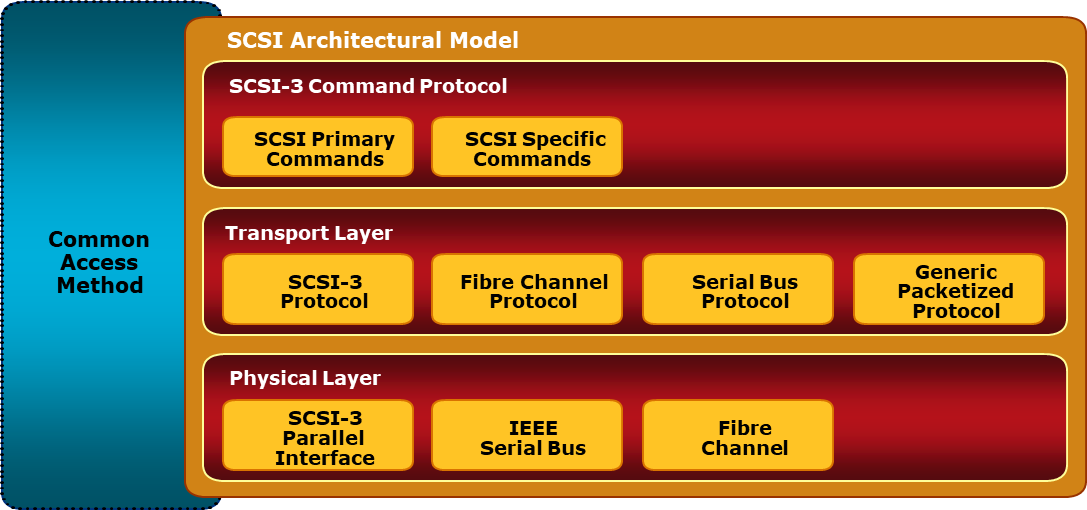 SCSI Architectural Model
SCSI-3 Command Protocol
SCSI Primary
Commands
SCSI Specific
Commands
Common
Access
Method
Transport Layer
SCSI-3
Protocol
Fibre Channel
Protocol
Serial Bus
Protocol
Generic
Packetized
Protocol
Physical Layer
SCSI-3
Parallel
Interface
IEEE
Serial Bus
Fibre
Channel